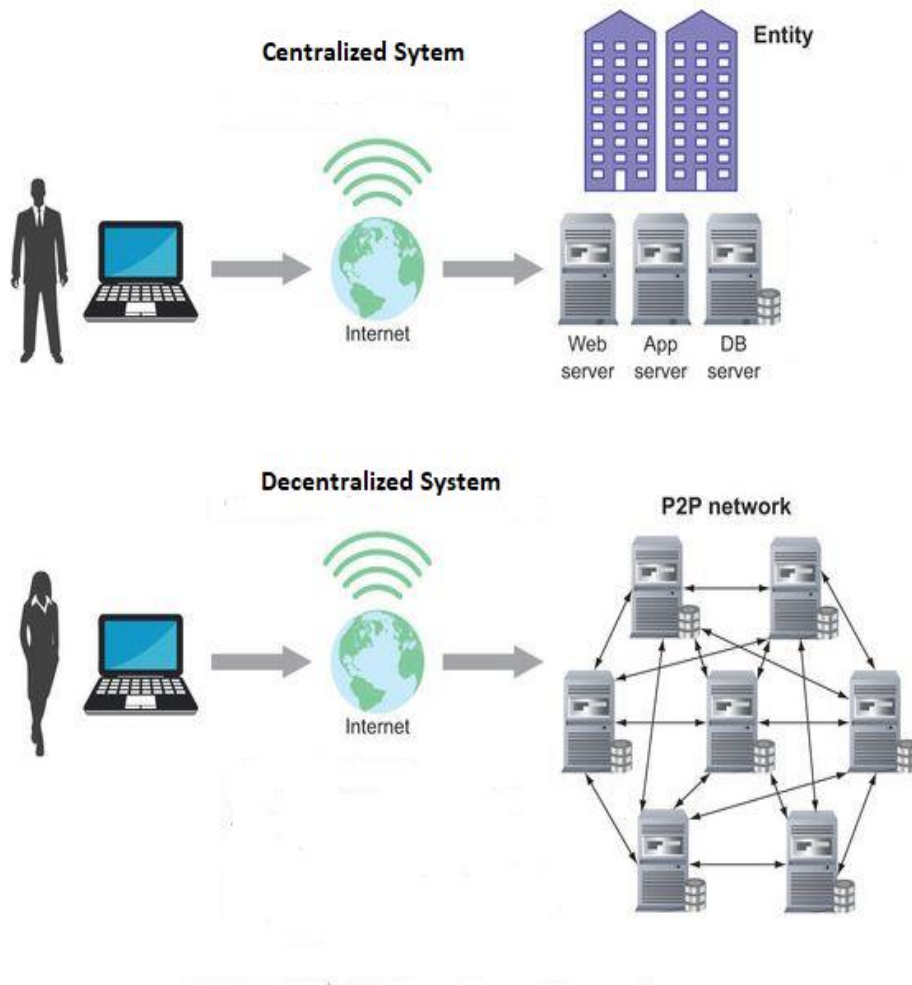 Centralized Sytem
Entity
Internet
Web
server
App
server
DB
server
Decentralized System
P2P network
Internet